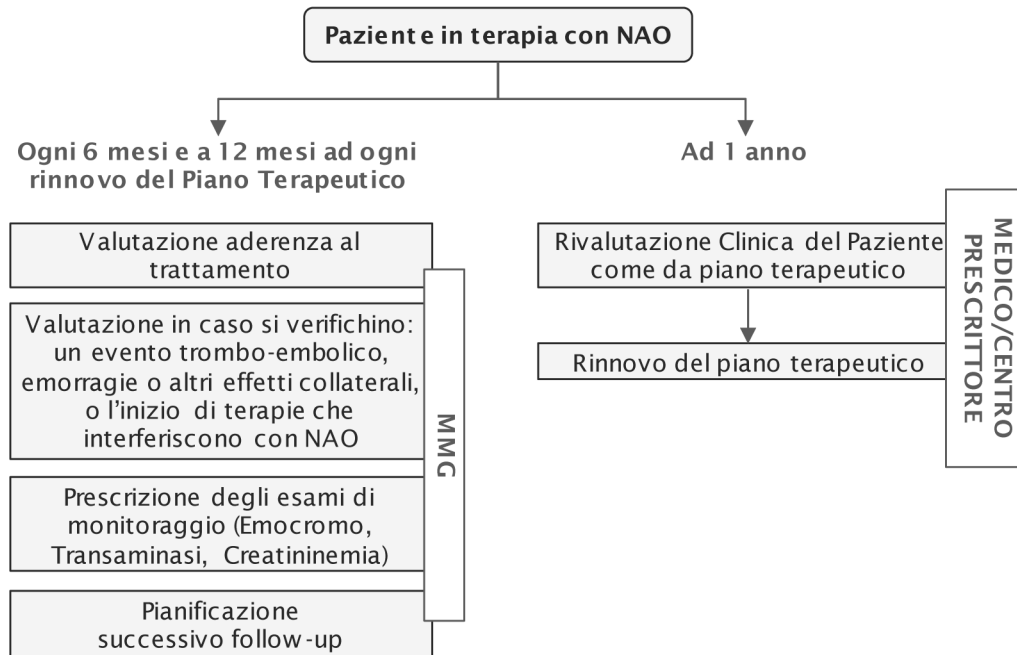 Paziente in terapia con NAO
Ogni 6 mesi e a 12 mesi ad ogni
rinnovo del Piano Terapeutico
Valutazione aderenza al
trattamento
Valutazione in caso si verifichino:
un evento trombo-embolico,
emorragie o altri effetti collaterali,
o l'inizio di terapie che
interferiscono con NAO
Prescrizione degli esami di
monitoraggio (Emocromo,
Transaminasi, Creatininemia)
Pianificazione
successivo follow-up
MMG
Ad 1 anno
Rivalutazione Clinica del Paziente
come da piano terapeutico
Rinnovo del piano terapeutico
MEDICO/CENTRO
PRESCRITTORE